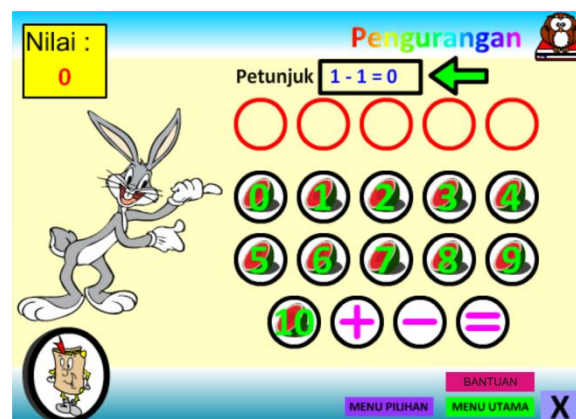 Pengurangan
Nilai :
0
Petunjuk 1 - 1 = 0
0 1 2 3 4
5 6 7 8 9
10 + − =
BANTUAN
MENU PILIHAN MENU UTAMA X